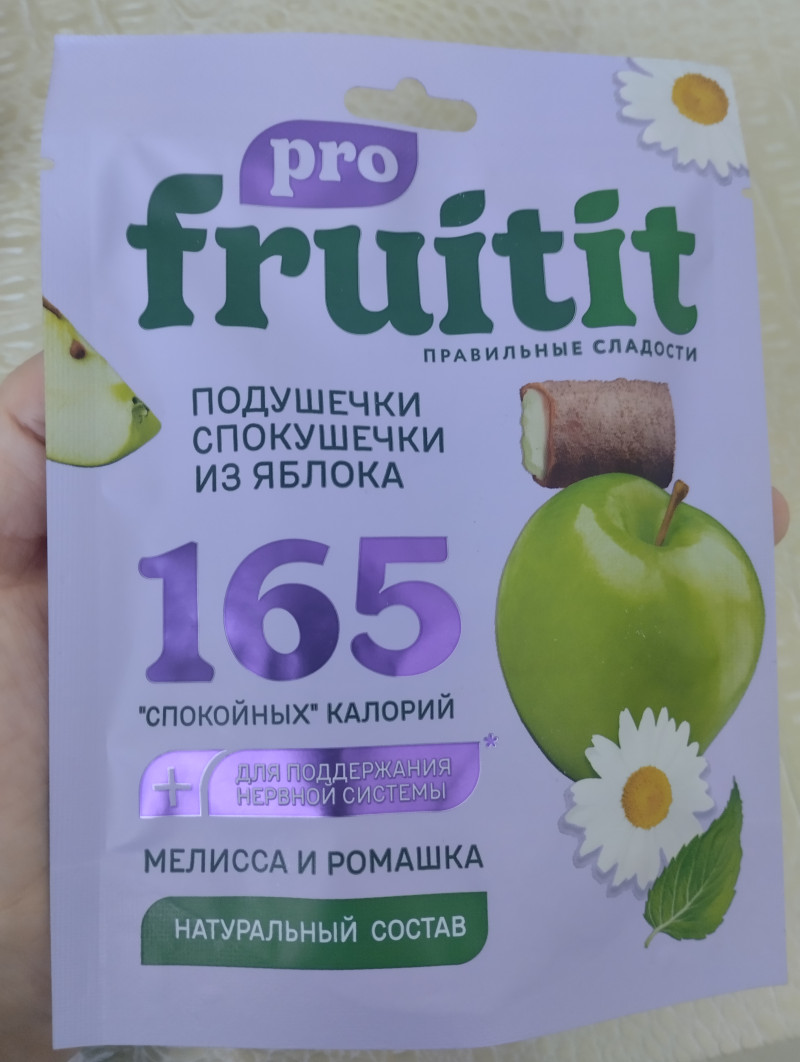 pro
fruitit
ПРАВИЛЬНЫЕ СЛАДОСТИ
ПОДУШЕЧКИ
СПОКУШЕЧКИ
ИЗ ЯБЛОКА
165
"СПОКОЙНЫХ" КАЛОРИЙ
+ ДЛЯ ПОДДЕРЖАНИЯ
НЕРВНОЙ СИСТЕМЫ*
МЕЛИССА И РОМАШКА
НАТУРАЛЬНЫЙ СОСТАВ